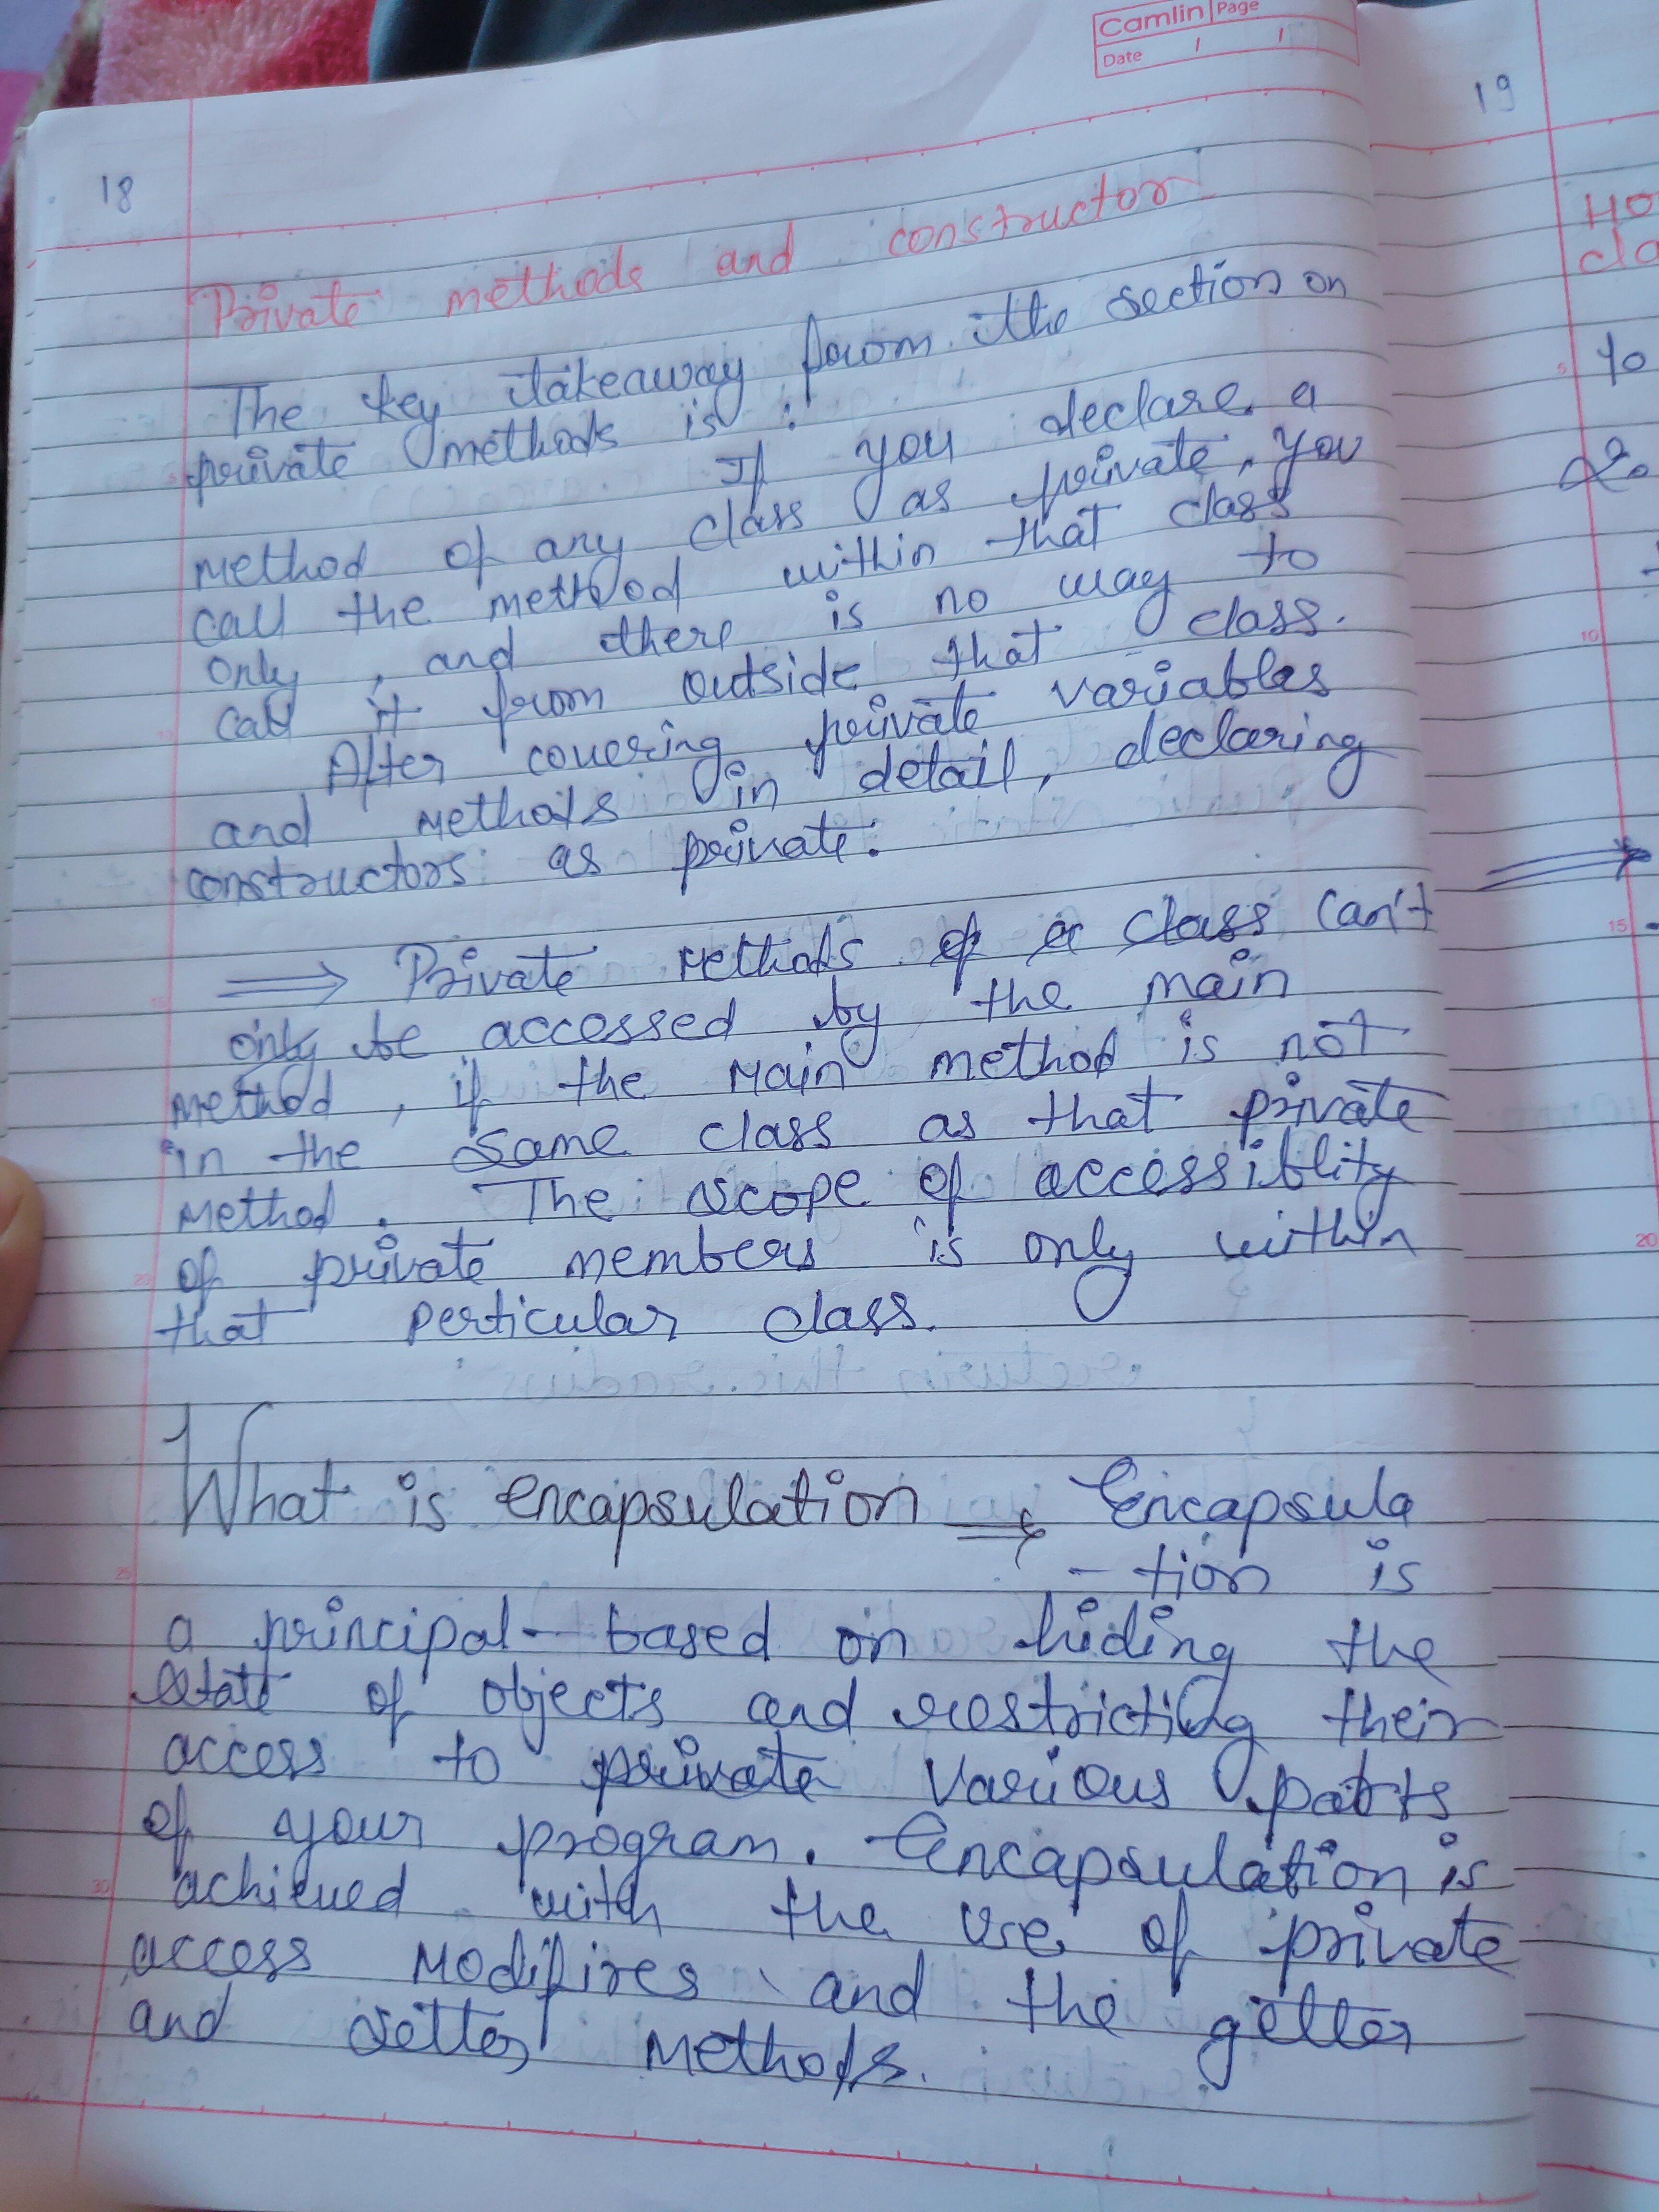 Camlin Page
Date / /
18
Private methods and constructor
The key takeaway from the section on
private methods is :
If you declare a
method of any class as private, you
call the method within that class
only, and there is no way to
call it from outside that class.
After covering private variables
and methods in detail, declaring
constructors as private:
⟹ Private methods of a class can't
only be accessed by the main
method, if the main method is not
in the same class as that private
method. The scope of accessiblity
of private members is only within
that perticular class.
What is encapsulation ⟹ Encapsula
- tion is
a principal-based on hiding the
state of objects and restricting their
access to private various parts
of your program. Encapsulation is
achieved with the use of private
access modifires and the getter
and setter methods.
19
HO
cla
10
20